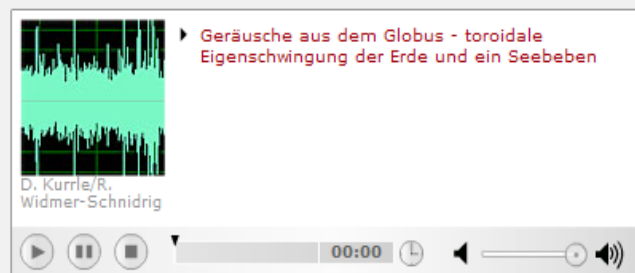 Geräusche aus dem Globus - toroidale
Eigenschwingung der Erde und ein Seebeben
D. Kurrle/R.
Widmer-Schnidrig
00:00